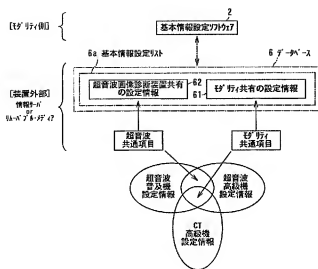 [モダリティ側]
2
基本情報設定ソフトウェア
6a 基本情報設定リスト
6 データベース
超音波画像診断装置共有
の設定情報
62
61
モダリティ共有の設定情報
[装置外部]
情報サーバ
or
リムーバブル・メディア?
超音波
共通項目
モダリティ
共通項目
超音波
普及機
設定情報
超音波
高級機
設定情報
CT
高級機
設定情報